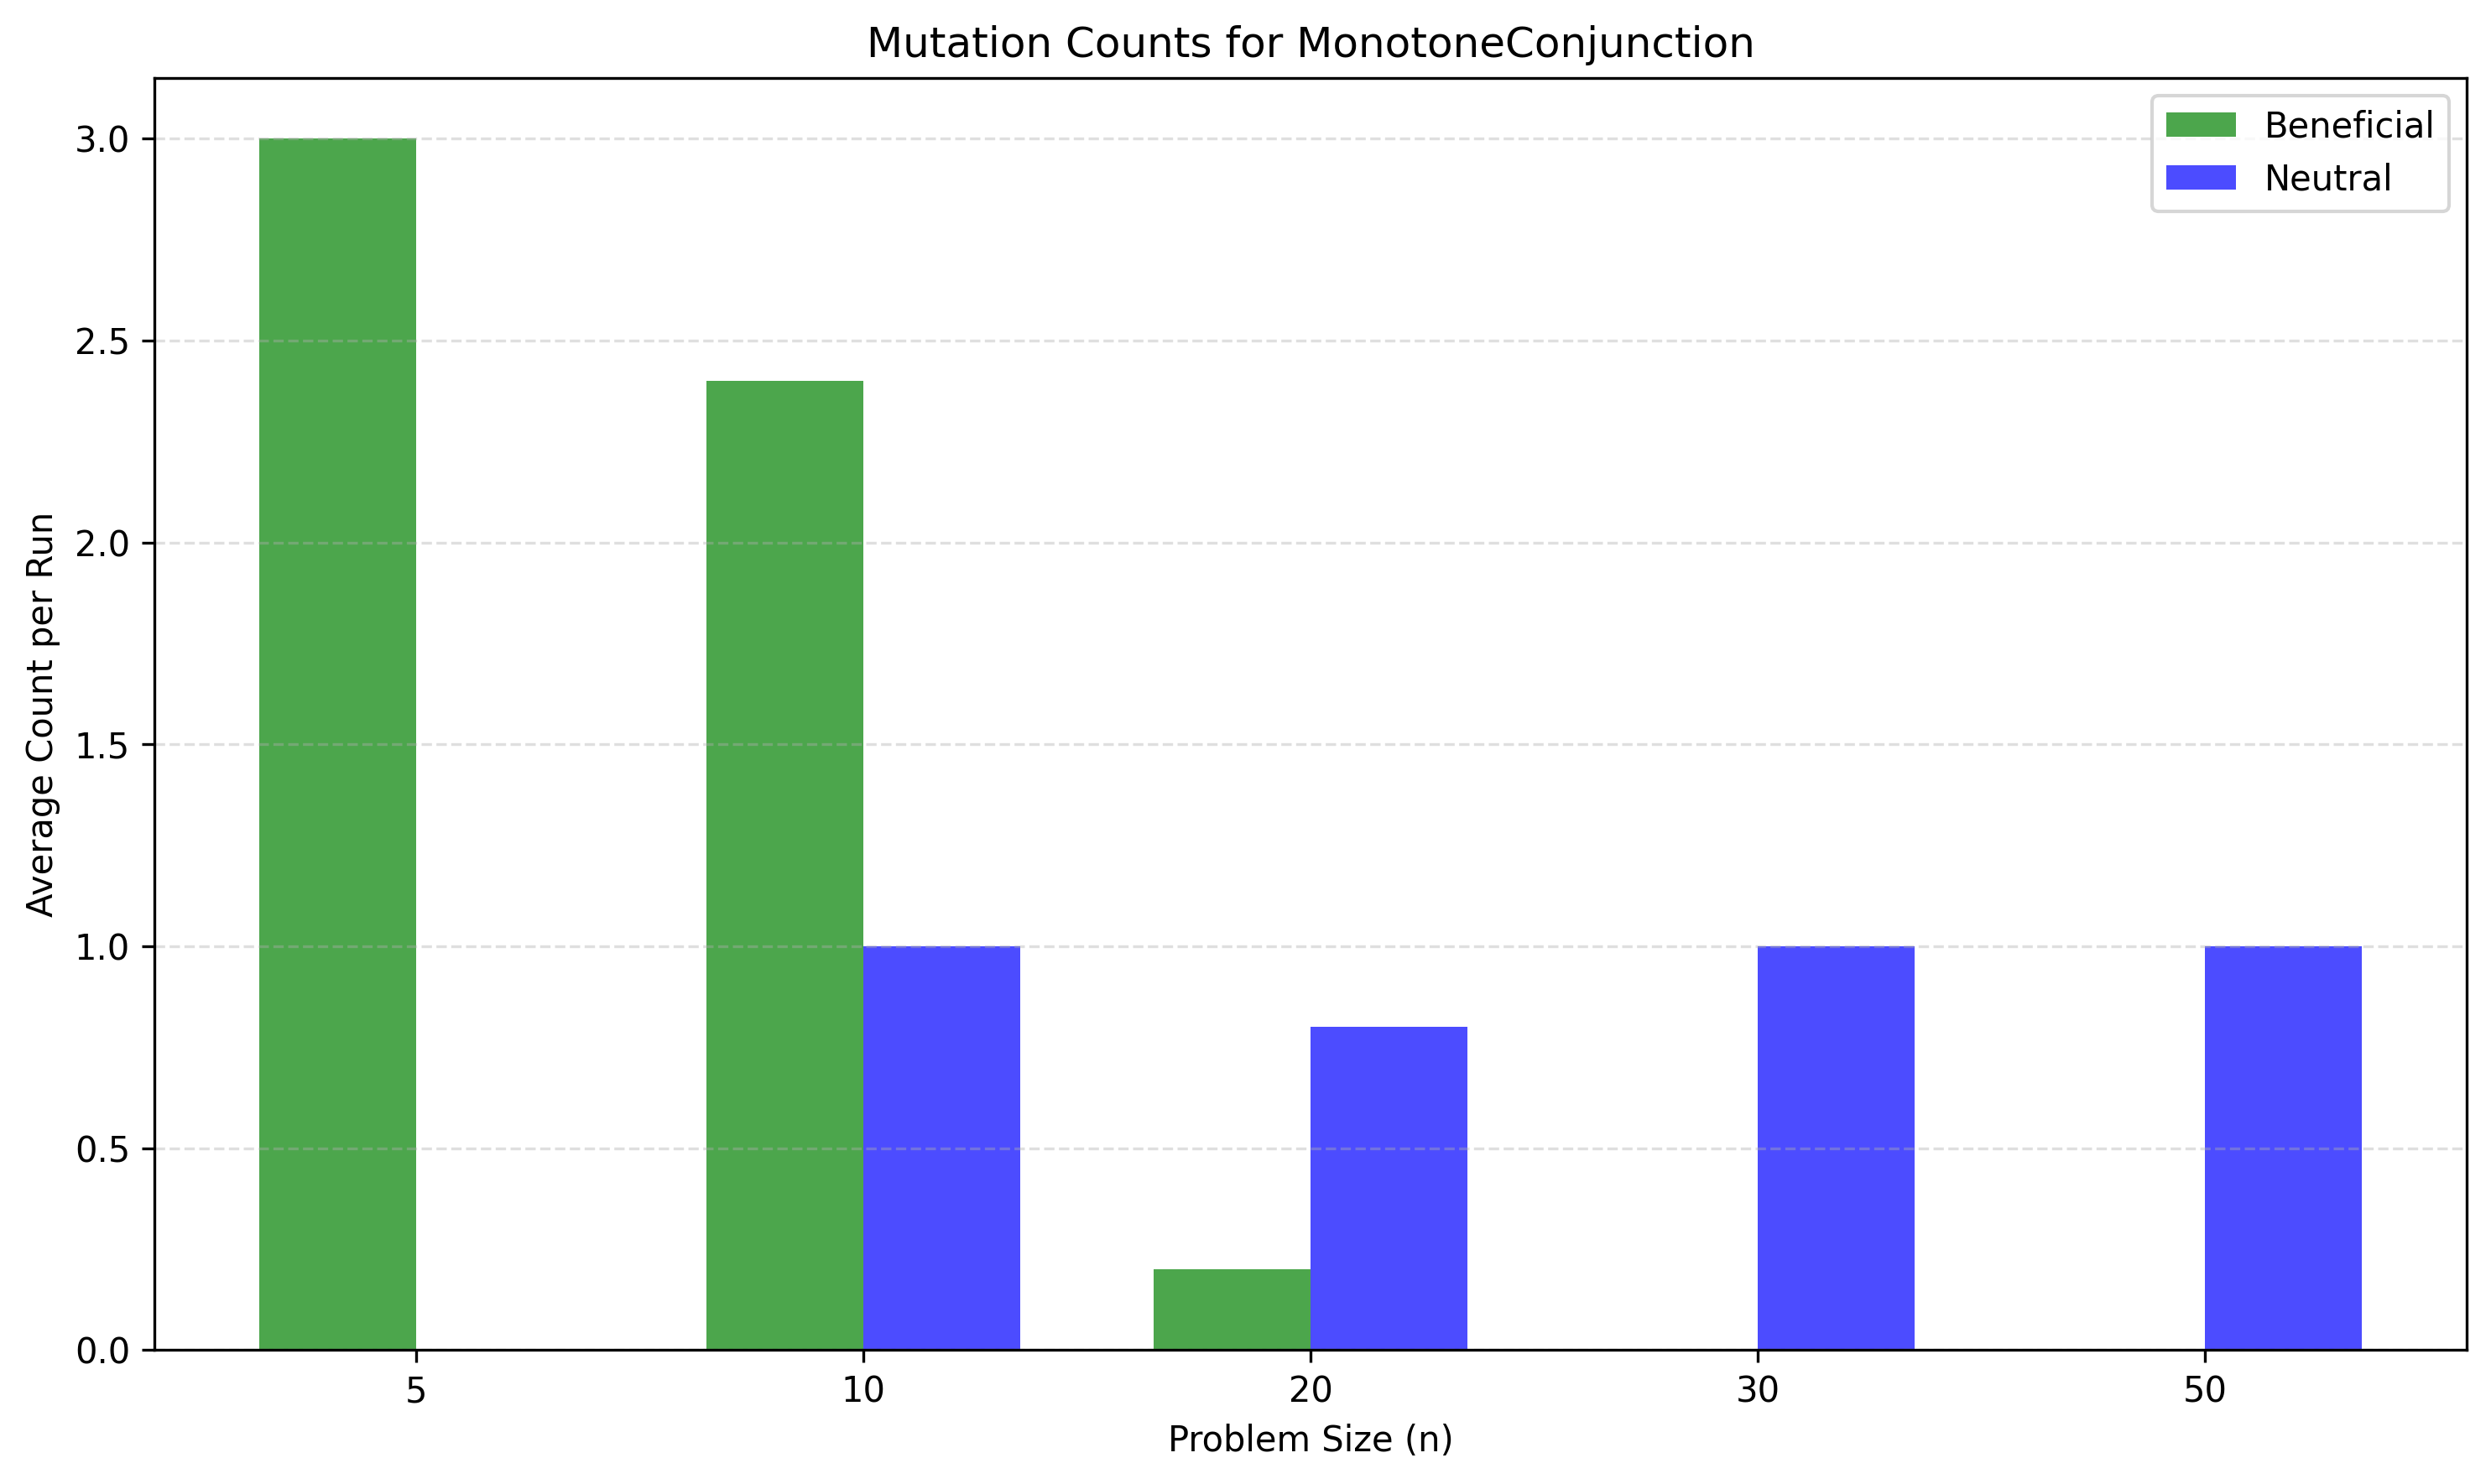 Mutation Counts for MonotoneConjunction
Beneficial
Neutral
Average Count per Run
3.0
2.5
2.0
1.5
1.0
0.5
0.0
5 10 20 30 50
Problem Size (n)